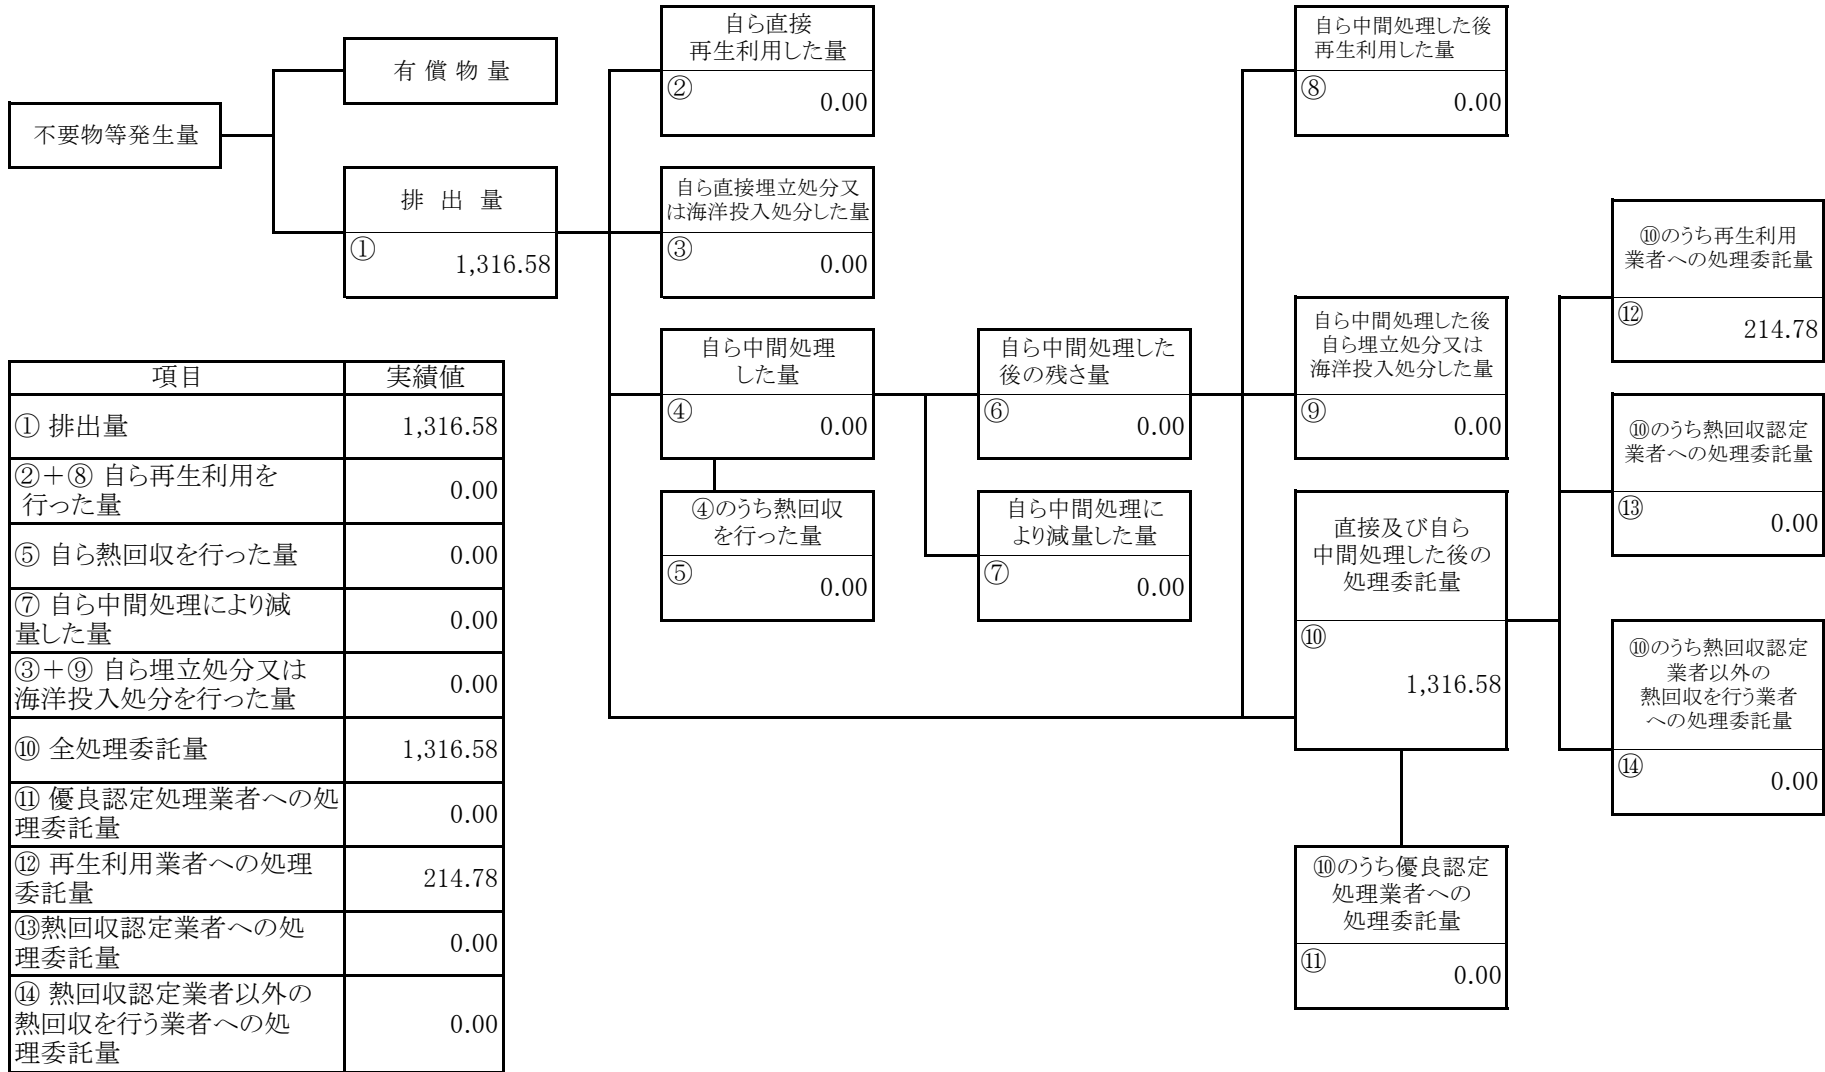 不要物等発生量
有 償 物 量
排 出 量
①
1,316.58
自ら直接
再生利用した量
②
0.00
自ら直接埋立処分又
は海洋投入処分した量
③
0.00
自ら中間処理
した量
④
0.00
④のうち熱回収
を行った量
⑤
0.00
自ら中間処理した
後の残さ量
⑥
0.00
自ら中間処理に
より減量した量
⑦
0.00
自ら中間処理した後
再生利用した量
⑧
0.00
自ら中間処理した後
自ら埋立処分又は
海洋投入処分した量
⑨
0.00
直接及び自ら
中間処理した後の
処理委託量
⑩
1,316.58
⑩のうち優良認定
処理業者への
処理委託量
⑪
0.00
⑩のうち再生利用
業者への処理委託量
⑫
214.78
⑩のうち熱回収認定
業者への処理委託量
⑬
0.00
⑩のうち熱回収認定
業者以外の
熱回収を行う業者
への処理委託量
⑭
0.00
項目 実績値
① 排出量 1,316.58
②+⑧ 自ら再生利用を
行った量 0.00
⑤ 自ら熱回収を行った量 0.00
⑦ 自ら中間処理により減
量した量 0.00
③+⑨ 自ら埋立処分又は
海洋投入処分を行った量 0.00
⑩ 全処理委託量 1,316.58
⑪ 優良認定処理業者への処
理委託量 0.00
⑫ 再生利用業者への処理
委託量 214.78
⑬熱回収認定業者への処
理委託量 0.00
⑭ 熱回収認定業者以外の
熱回収を行う業者への処
理委託量 0.00